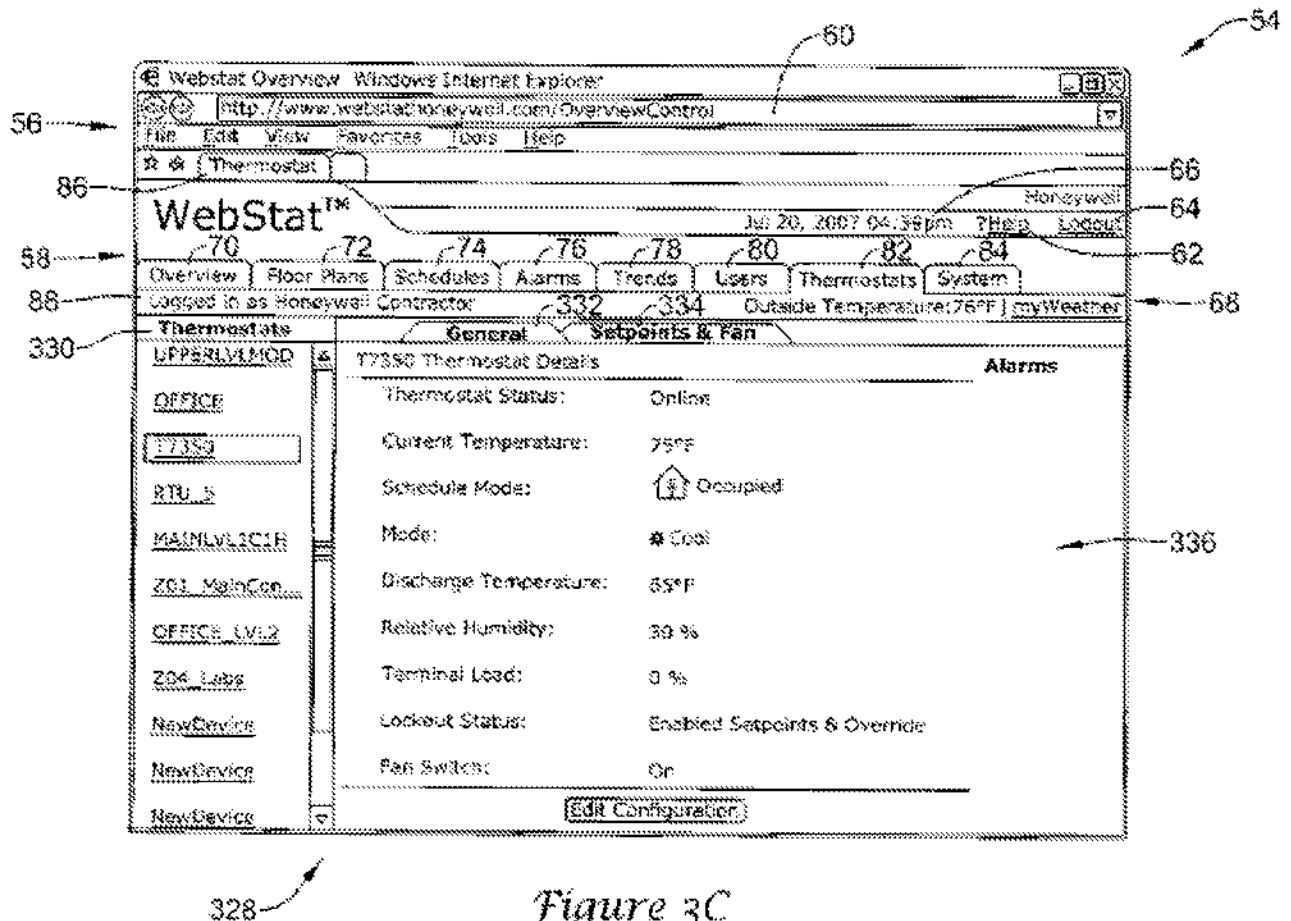 54
60
Webstat Overview Windows Internet Explorer
http://www.webstathoneywell.com/OverviewControl
56
File Edit View Favorites Tools Help
86 Thermostat 66
Honeywell
WebStat™ Jul 20, 2007 04:39pm ?Help Logout 64
62
70 72 74 76 78 80 82 84
58
Overview Floor Plans Schedules Alarms Trends Users Thermostats System
88 Logged in as Honeywell Contractor 332 334 Outside Temperature:76°F| myWeather 68
330 Thermostats General Setpoints & Fan
UPPERLVLMOD T7350 Thermostat Details Alarms
Thermostat Status: Online
OFFICE
T7350 Current Temperature: 75°F
RTU_5 Schedule Mode: Occupied
MAINLVL1C1H Mode: Cool 336
Z01_MainCon... Discharge Temperature: 65°F
OFFICE_LVL2 Relative Humidity: 30 %
Z04_Labs Terminal Load: 0 %
NewDevice Lockout Status: Enabled Setpoints & Override
NewDevice Fan Switch: On
NewDevice Edit Configuration
328
Figure 3C